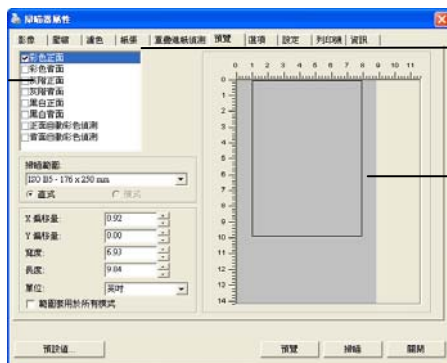 掃描器屬性
影像 壓縮 濾色 紙張 重疊進紙偵測 預覽 選項 設定 列印機 資訊
彩色正面
彩色背面
灰階正面
灰階背面
黑白正面
黑白背面
正面自動彩色偵測
背面自動彩色偵測
0 1 2 3 4 5 6 7 8 9 10 11
0
1
2
3
4
5
6
7
8
9
10
11
12
13
14
掃描範圍:
ISO B5 - 176 x 250 mm
直式 橫式
X 偏移量: 0.92
Y 偏移量: 0.00
寬度: 6.93
長度: 9.84
單位: 英吋
範圍套用於所有模式
預設值... 預覽 掃描 關閉